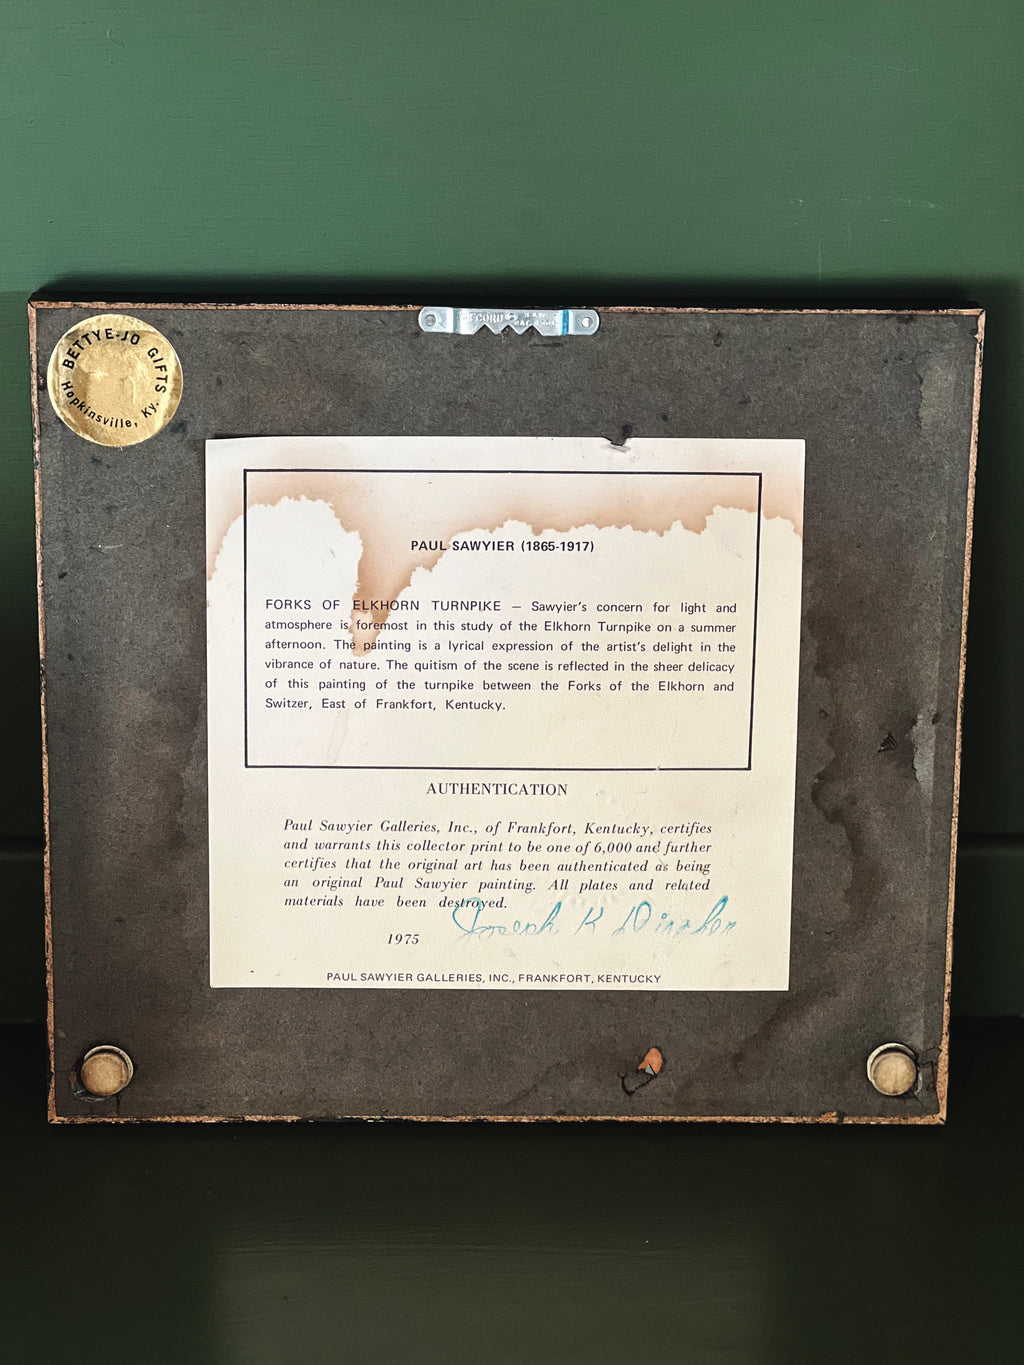 BETTYE-JO GIFTS
Hopkinsville, Ky.
PAUL SAWYIER (1865-1917)
FORKS OF ELKHORN TURNPIKE — Sawyier's concern for light and
atmosphere is foremost in this study of the Elkhorn Turnpike on a summer
afternoon. The painting is a lyrical expression of the artist's delight in the
vibrance of nature. The quitism of the scene is reflected in the sheer delicacy
of this painting of the turnpike between the Forks of the Elkhorn and
Switzer, East of Frankfort, Kentucky.
AUTHENTICATION
Paul Sawyier Galleries, Inc., of Frankfort, Kentucky, certifies
and warrants this collector print to be one of 6,000 and further
certifies that the original art has been authenticated as being
an original Paul Sawyier painting. All plates and related
materials have been destroyed.
Joseph K
1975
PAUL SAWYIER GALLERIES, INC., FRANKFORT, KENTUCKY